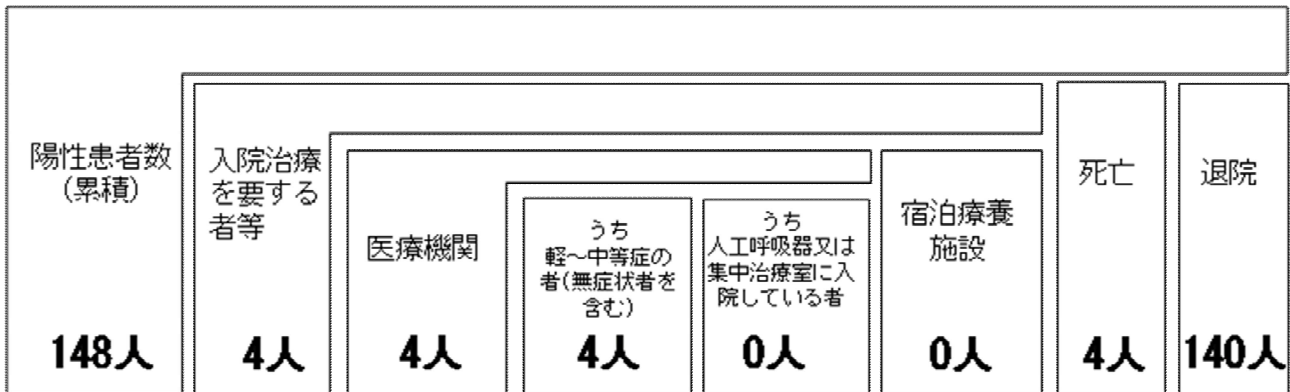 陽性患者数
(累積)
148人
入院治療
を要する
者等
4人
医療機関
4人
うち
軽～中等症の
者(無症状者を
含む)
4人
うち
人工呼吸器又は
集中治療室に入
院している者
0人
宿泊療養
施設
0人
死亡
4人
退院
140人